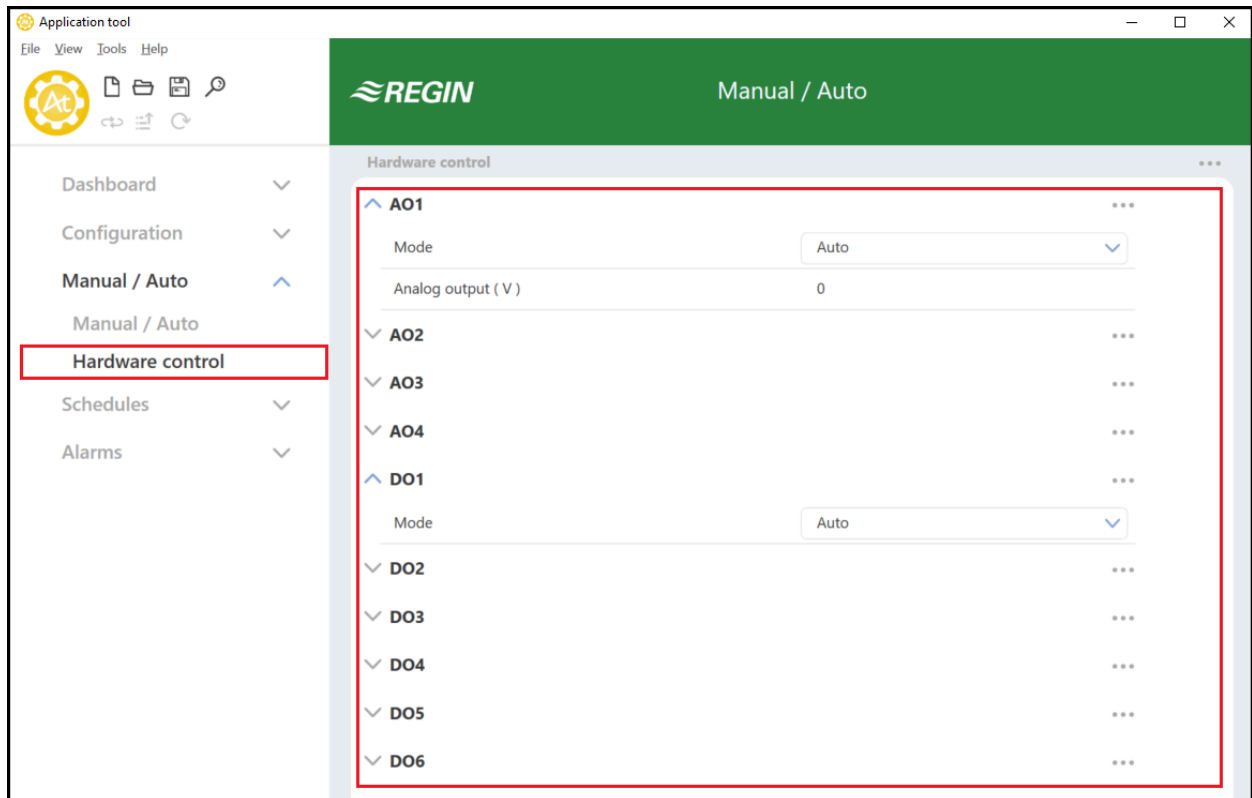 Application tool
File View Tools Help
At
REGIN
Manual / Auto
Dashboard
Configuration
Manual / Auto
Manual / Auto
Hardware control
Schedules
Alarms
Hardware control
AO1
Mode Auto
Analog output ( V ) 0
AO2
AO3
AO4
DO1
Mode Auto
DO2
DO3
DO4
DO5
DO6